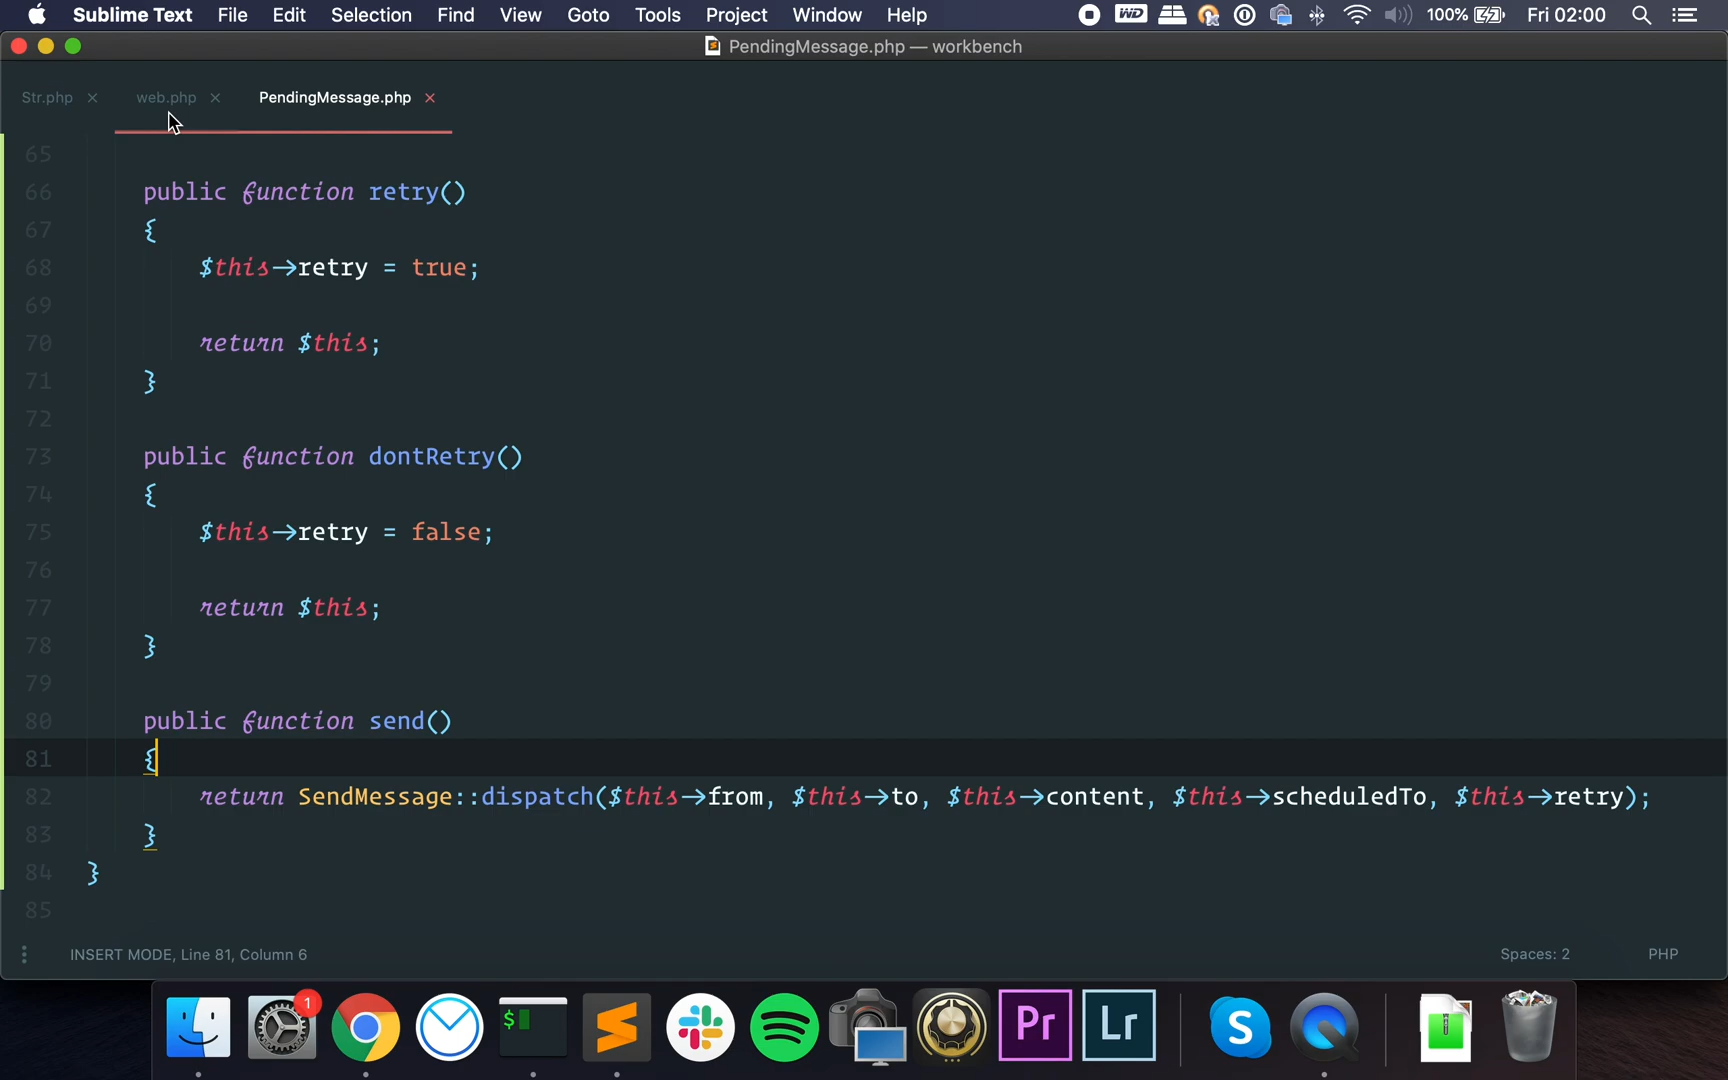 Sublime Text File Edit Selection Find View Goto Tools Project Window Help WD 100% Fri 02:00
PendingMessage.php — workbench
Str.php web.php PendingMessage.php
65
66 public function retry()
67 {
68 $this->retry = true;
69
70 return $this;
71 }
72
73 public function dontRetry()
74 {
75 $this->retry = false;
76
77 return $this;
78 }
79
80 public function send()
81 {
82 return SendMessage::dispatch($this->from, $this->to, $this->content, $this->scheduledTo, $this->retry);
83 }
84 }
85
INSERT MODE, Line 81, Column 6 Spaces: 2 PHP
1 $ Pr Lr S